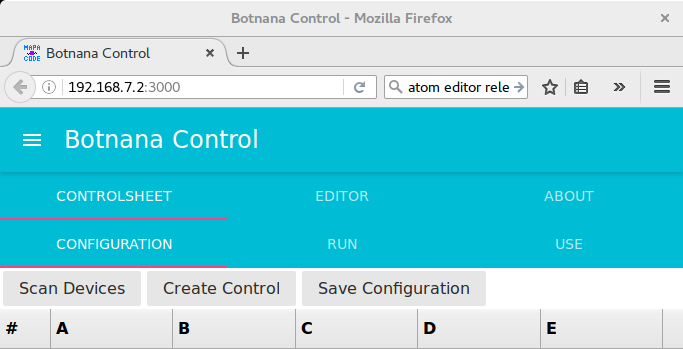 Botnana Control - Mozilla Firefox ×
MAPA CODE Botnana Control × +
192.168.7.2:3000 atom editor rele
Botnana Control
CONTROLSHEET EDITOR ABOUT
CONFIGURATION RUN USE
Scan Devices Create Control Save Configuration
# A B C D E